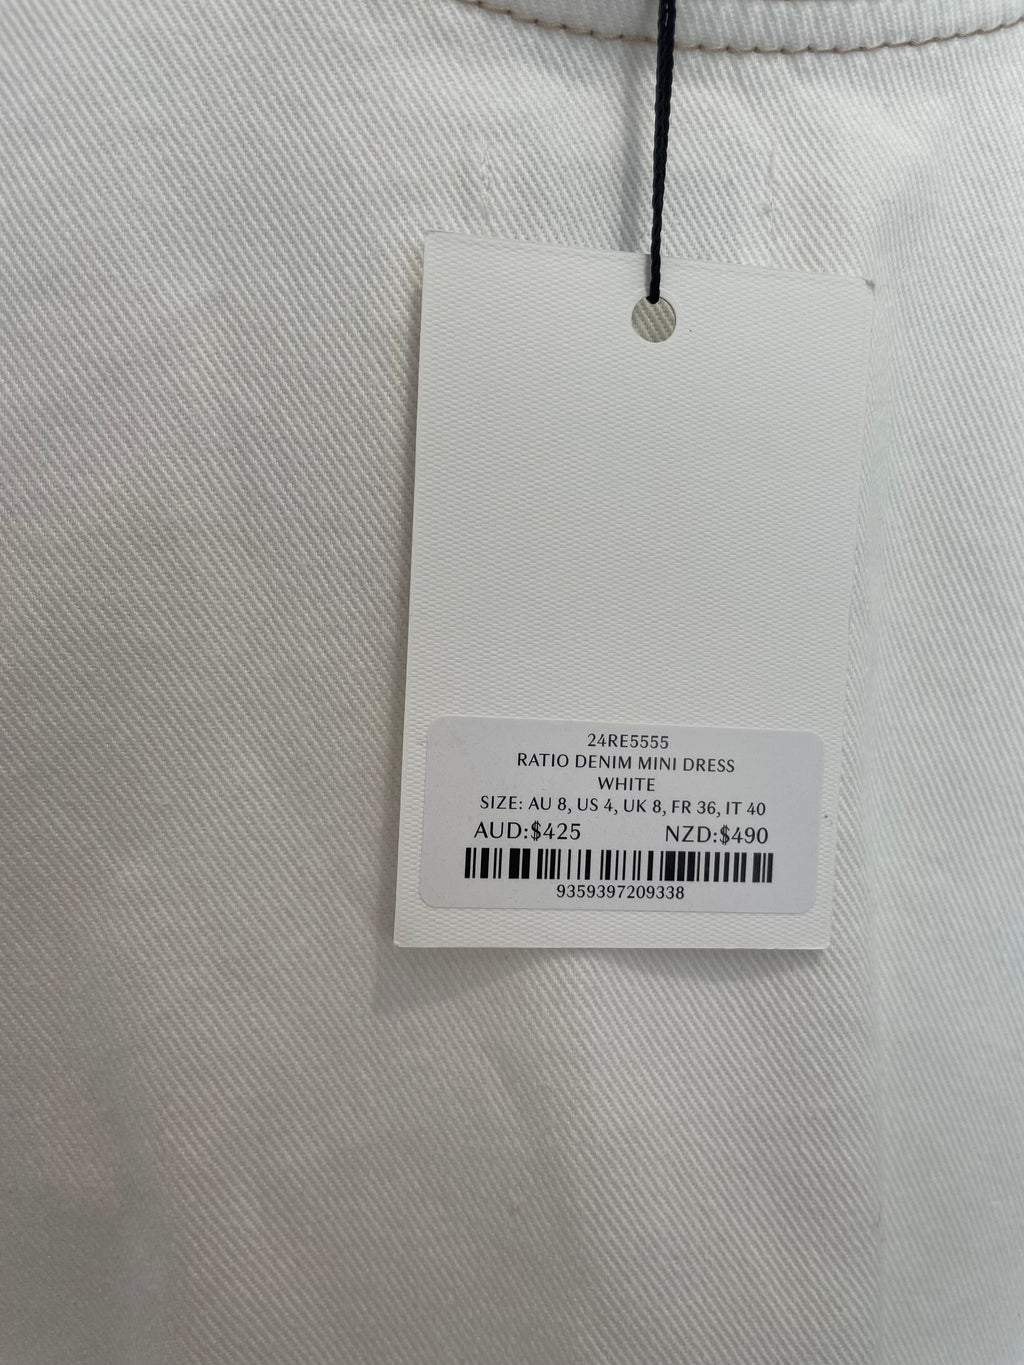 24RE5555
RATIO DENIM MINI DRESS
WHITE
SIZE: AU 8, US 4, UK 8, FR 36, IT 40
AUD:$425 NZD:$490
9359397209338